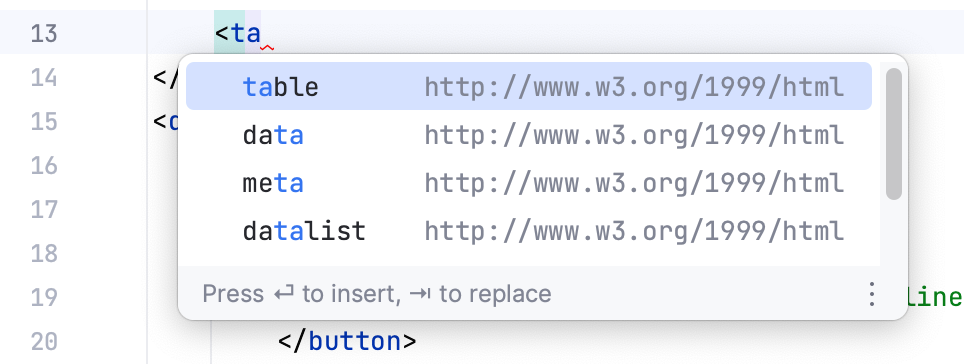 13 <ta
14 </
table http://www.w3.org/1999/html
15 <d
data http://www.w3.org/1999/html
16
meta http://www.w3.org/1999/html
17
datalist http://www.w3.org/1999/html
18
Press ⏎ to insert, ⇥ to replace
19 line
20 </button>